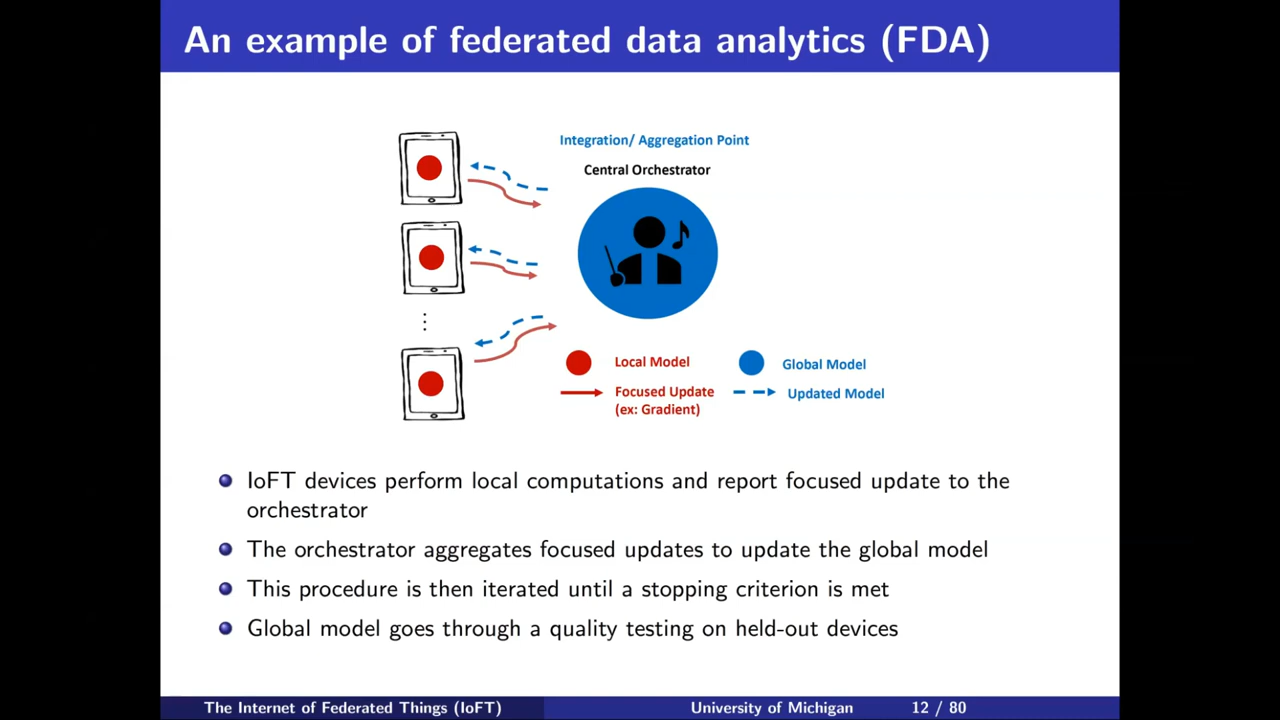 An example of federated data analytics (FDA)
Integration/ Aggregation Point
Central Orchestrator
Local Model
Global Model
Focused Update
(ex: Gradient)
Updated Model
IoFT devices perform local computations and report focused update to the
orchestrator
The orchestrator aggregates focused updates to update the global model
This procedure is then iterated until a stopping criterion is met
Global model goes through a quality testing on held-out devices
The Internet of Federated Things (IoFT)
University of Michigan
12 / 80